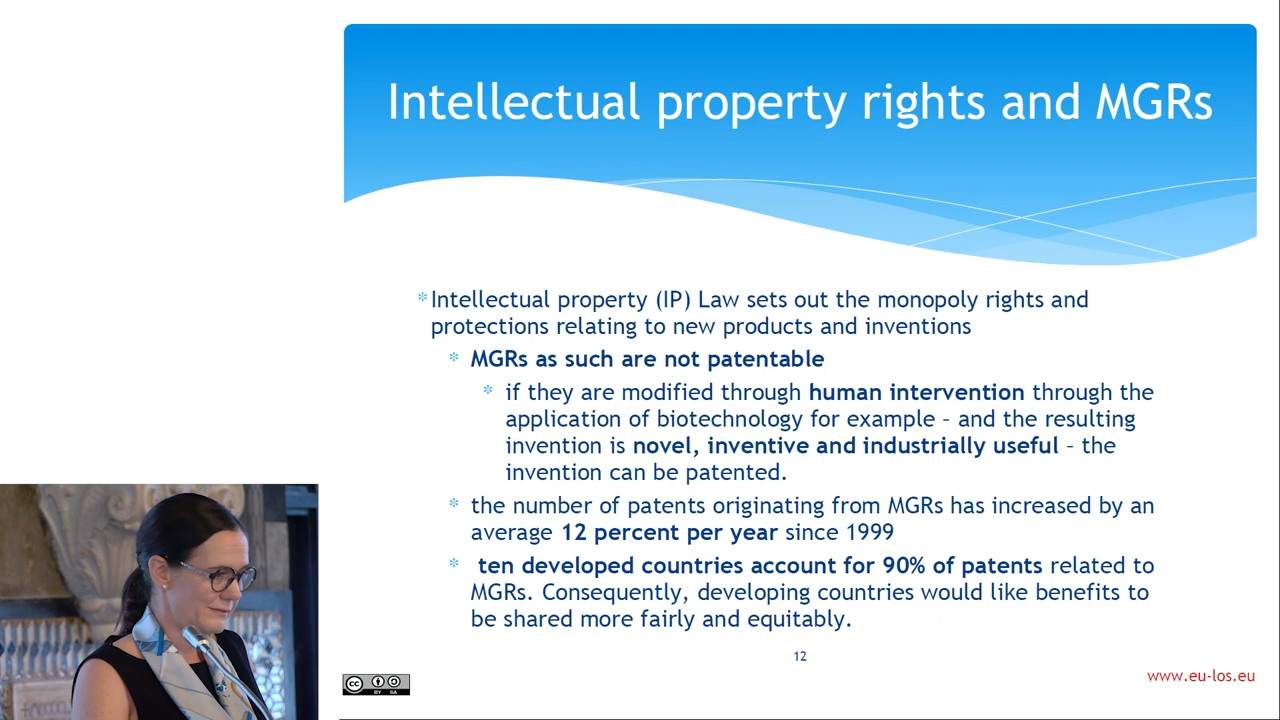 Intellectual property rights and MGRs
* Intellectual property (IP) Law sets out the monopoly rights and
protections relating to new products and inventions
* MGRs as such are not patentable
* if they are modified through human intervention through the
application of biotechnology for example – and the resulting
invention is novel, inventive and industrially useful – the
invention can be patented.
* the number of patents originating from MGRs has increased by an
average 12 percent per year since 1999
* ten developed countries account for 90% of patents related to
MGRs. Consequently, developing countries would like benefits to
be shared more fairly and equitably.
12
cc BY SA
www.eu-los.eu